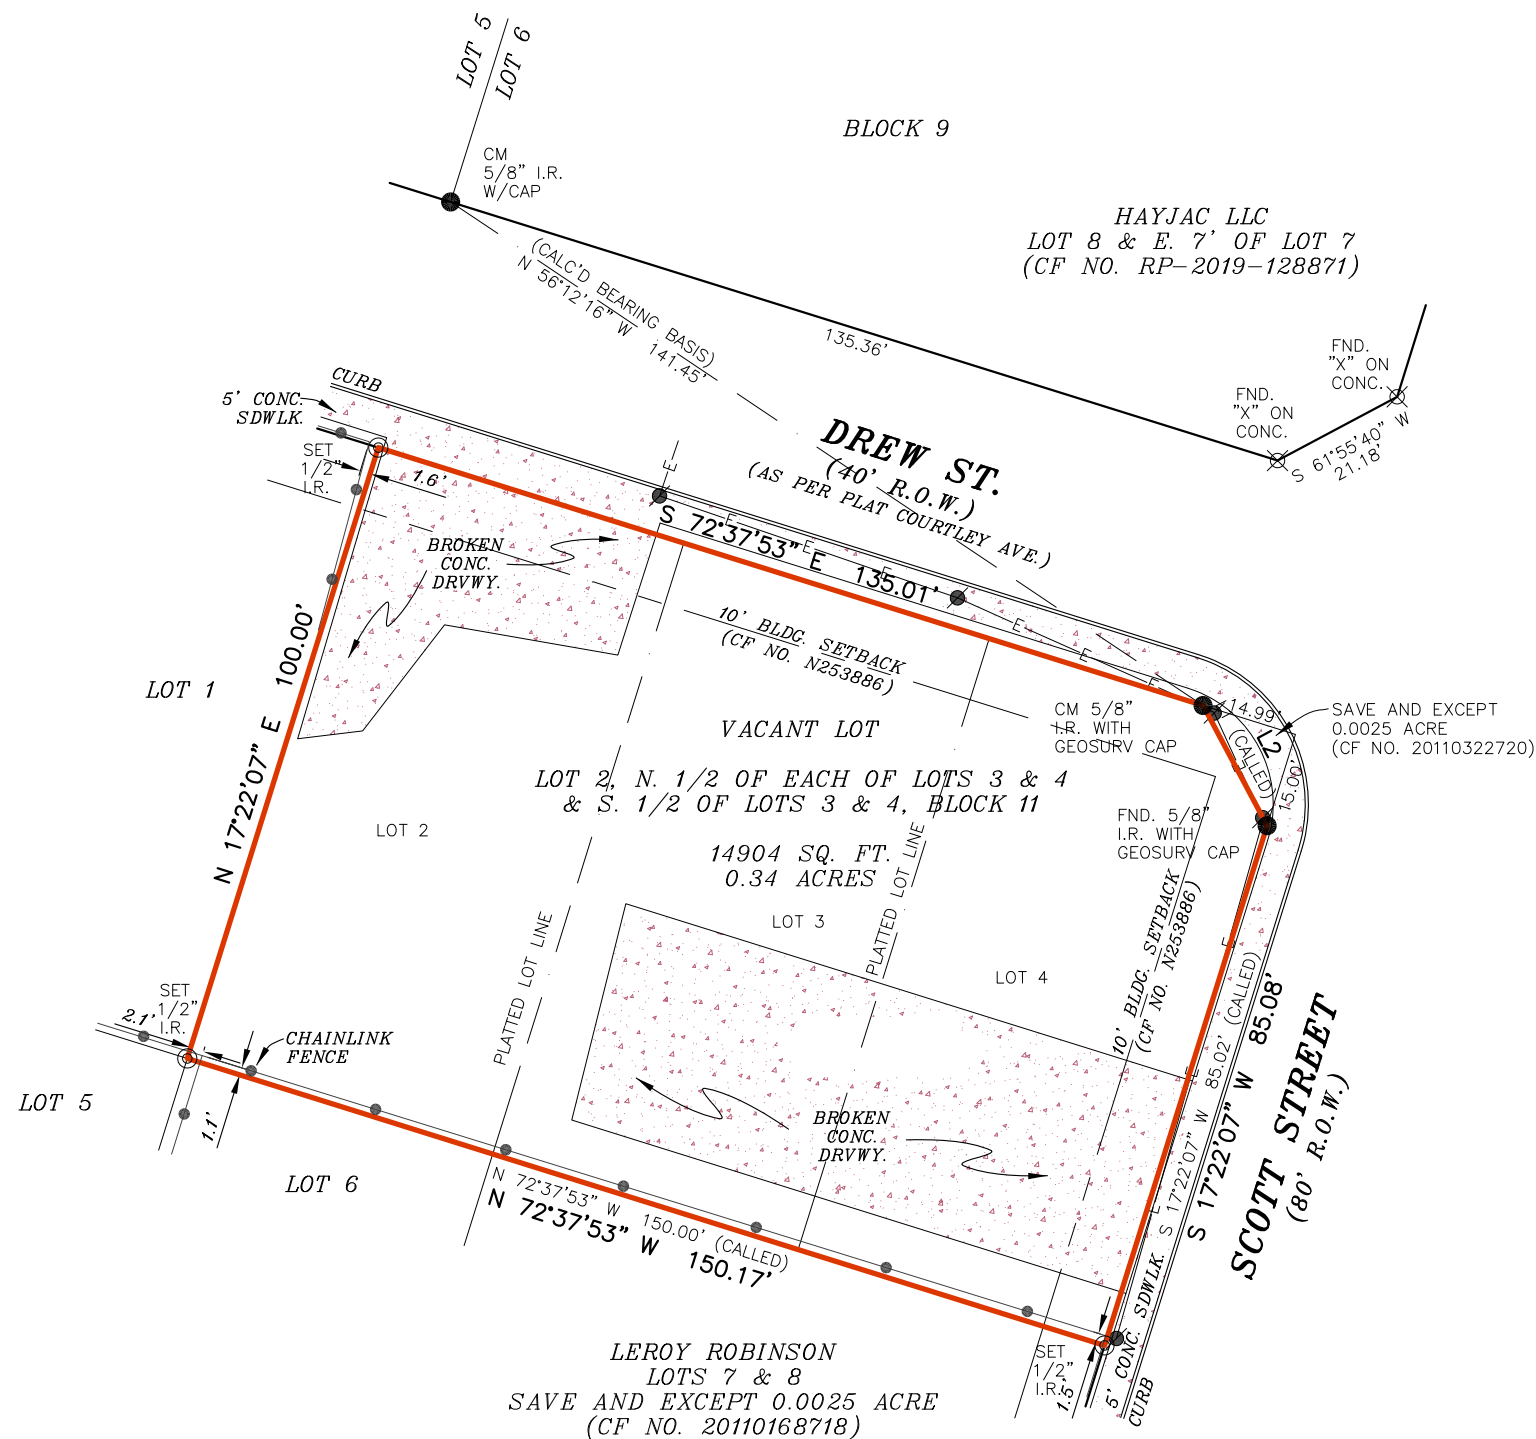 LOT 5
LOT 6
BLOCK 9
CM
5/8" I.R.
W/CAP
HAYJAC LLC
LOT 8 & E. 7' OF LOT 7
(CF NO. RP-2019-128871)
(CALC'D BEARING BASIS)
N 56°12'16" W 141.45'
135.36'
FND.
"X" ON
CONC.
FND.
"X" ON
CONC.
S 61°55'40" W
21.18'
CURB
5' CONC.
SDWLK.
SET
1/2"
I.R.
1.6'
DREW ST.
(40' R.O.W.)
(AS PER PLAT COURTLEY AVE.)
E
S 72°37'53" E 135.01'
E
E
E
E
E
E
BROKEN
CONC.
DRVWY.
10' BLDG. SETBACK
(CF NO. N253886)
LOT 1
N 17°22'07" E 100.00'
VACANT LOT
CM 5/8"
I.R. WITH
GEOSURV CAP
14.99'
(CALLED)
L2
15.00'
SAVE AND EXCEPT
0.0025 ACRE
(CF NO. 20110322720)
LOT 2, N. 1/2 OF EACH OF LOTS 3 & 4
& S. 1/2 OF LOTS 3 & 4, BLOCK 11
FND. 5/8"
I.R. WITH
GEOSURV CAP
LOT 2
14904 SQ. FT.
0.34 ACRES
PLATTED LOT LINE
PLATTED LOT LINE
LOT 3
LOT 4
10' BLDG. SETBACK
(CF NO. N253886)
E
E
E
SET
1/2"
I.R.
2.1'
CHAINLINK
FENCE
1.1'
LOT 5
LOT 6
BROKEN
CONC.
DRVWY.
S 17°22'07" W 85.02' (CALLED)
S 17°22'07" W 85.08'
SCOTT STREET
(80' R.O.W.)
N 72°37'53" W 150.00' (CALLED)
N 72°37'53" W 150.17'
SET
1/2"
I.R.
1.5'
5' CONC. SDWLK.
CURB
LEROY ROBINSON
LOTS 7 & 8
SAVE AND EXCEPT 0.0025 ACRE
(CF NO. 20110168718)